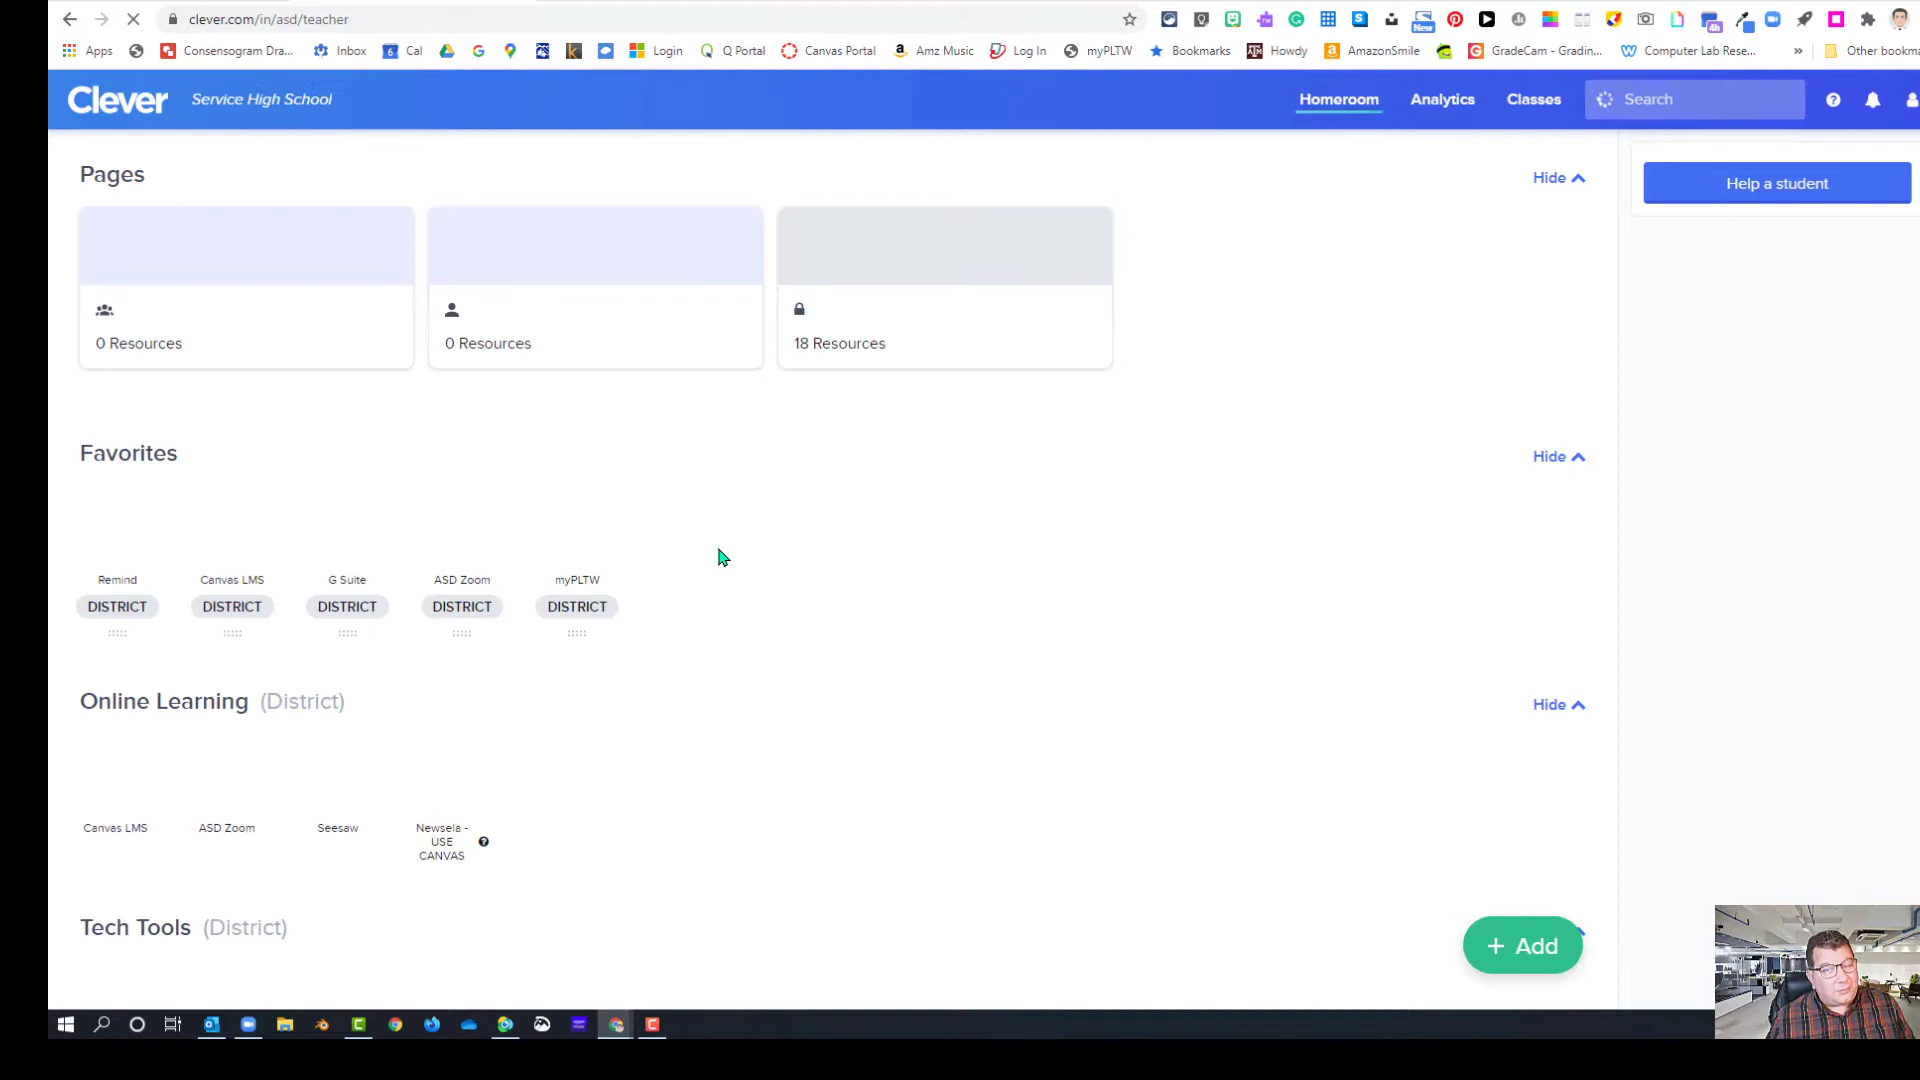 clever.com/in/asd/teacher
Apps Consensogram Dra... Inbox 6 Cal Login Q Portal Canvas Portal Amz Music Log In myPLTW Bookmarks Howdy AmazonSmile GradeCam - Gradin... Computer Lab Rese... » Other bookma
New
4h
Clever Service High School Homeroom Analytics Classes Search
Pages Hide
Help a student
0 Resources 0 Resources 18 Resources
Favorites Hide
Remind Canvas LMS G Suite ASD Zoom myPLTW
DISTRICT DISTRICT DISTRICT DISTRICT DISTRICT
Online Learning (District) Hide
Canvas LMS ASD Zoom Seesaw Newsela -
USE
CANVAS
Tech Tools (District)
+ Add